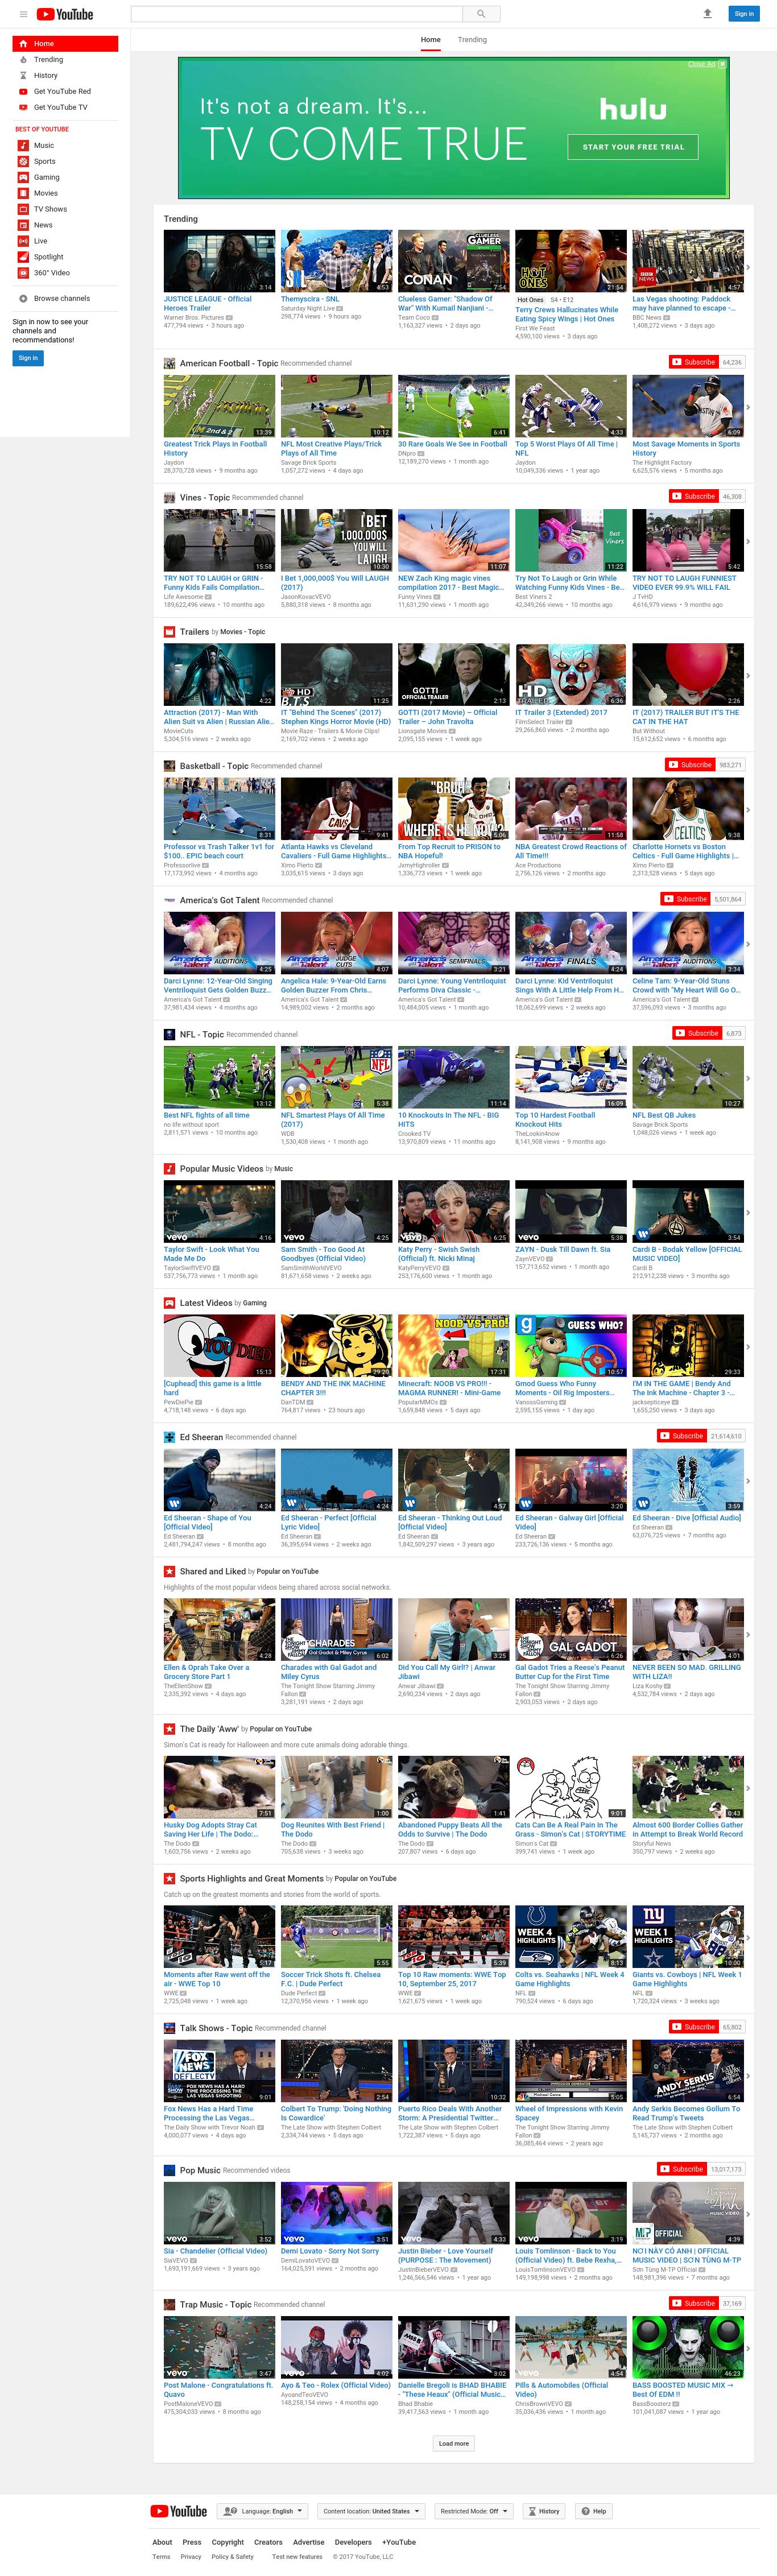 YouTube
Sign in
Home
Trending
Home
Trending
History
Get YouTube Red
Get YouTube TV
BEST OF YOUTUBE
Music
Sports
Gaming
Movies
TV Shows
News
Live
Spotlight
360° Video
Browse channels
Sign in now to see your
channels and
recommendations!
Sign in
Close Ad
It's not a dream. It's...
TV COME TRUE
hulu
START YOUR FREE TRIAL
Trending
JUSTICE LEAGUE - Official
Heroes Trailer
Warner Bros. Pictures
477,794 views • 3 hours ago
Themyscira - SNL
Saturday Night Live
298,774 views • 9 hours ago
Clueless Gamer: "Shadow Of
War" With Kumail Nanjiani -...
Team Coco
1,163,327 views • 2 days ago
Hot Ones S4 • E12
Terry Crews Hallucinates While
Eating Spicy Wings | Hot Ones
First We Feast
4,590,100 views • 3 days ago
Las Vegas shooting: Paddock
may have planned to escape -...
BBC News
1,408,272 views • 3 days ago
American Football - Topic Recommended channel
Subscribe 64,236
Greatest Trick Plays in Football
History
Jaydon
28,370,728 views • 9 months ago
NFL Most Creative Plays/Trick
Plays of All Time
Savage Brick Sports
1,057,272 views • 4 days ago
30 Rare Goals We See in Football
DNpro
12,189,270 views • 1 month ago
Top 5 Worst Plays Of All Time |
NFL
Jaydon
10,049,336 views • 1 year ago
Most Savage Moments in Sports
History
The Highlight Factory
6,625,576 views • 5 months ago
Vines - Topic Recommended channel
Subscribe 46,308
TRY NOT TO LAUGH or GRIN -
Funny Kids Fails Compilation...
Life Awesome
189,622,496 views • 10 months ago
I Bet 1,000,000$ You Will LAUGH
(2017)
JasonKovacVEVO
5,880,318 views • 8 months ago
NEW Zach King magic vines
compilation 2017 - Best Magic...
Funny Vines
11,631,290 views • 1 month ago
Try Not To Laugh or Grin While
Watching Funny Kids Vines - Be...
Best Viners 2
42,349,266 views • 10 months ago
TRY NOT TO LAUGH FUNNIEST
VIDEO EVER 99.9% WILL FAIL
J TvHD
4,616,979 views • 9 months ago
Trailers by Movies - Topic
Attraction (2017) - Man With
Alien Suit vs Alien | Russian Alie...
MovieCuts
5,304,516 views • 2 weeks ago
IT "Behind The Scenes" (2017)
Stephen Kings Horror Movie (HD)
Movie Raze - Trailers & Movie Clips!
2,169,702 views • 2 weeks ago
GOTTI (2017 Movie) – Official
Trailer – John Travolta
Lionsgate Movies
2,095,155 views • 1 week ago
IT Trailer 3 (Extended) 2017
FilmSelect Trailer
29,266,860 views • 2 months ago
IT (2017) TRAILER BUT IT'S THE
CAT IN THE HAT
But Without
15,612,652 views • 6 months ago
Basketball - Topic Recommended channel
Subscribe 983,271
Professor vs Trash Talker 1v1 for
$100.. EPIC beach court
Professorlive
17,173,992 views • 4 months ago
Atlanta Hawks vs Cleveland
Cavaliers - Full Game Highlights...
Ximo Pierto
3,035,615 views • 3 days ago
From Top Recruit to PRISON to
NBA Hopeful!
JxmyHighroller
1,336,773 views • 1 week ago
NBA Greatest Crowd Reactions of
All Time!!!
Ace Productions
2,756,126 views • 2 months ago
Charlotte Hornets vs Boston
Celtics - Full Game Highlights |...
Ximo Pierto
2,313,528 views • 5 days ago
America's Got Talent Recommended channel
Subscribe 5,501,864
Darci Lynne: 12-Year-Old Singing
Ventriloquist Gets Golden Buzz...
America's Got Talent
37,981,434 views • 4 months ago
Angelica Hale: 9-Year-Old Earns
Golden Buzzer From Chris...
America's Got Talent
14,989,002 views • 2 months ago
Darci Lynne: Young Ventriloquist
Performs Diva Classic -...
America's Got Talent
10,484,005 views • 1 month ago
Darci Lynne: Kid Ventriloquist
Sings With A Little Help From H...
America's Got Talent
18,062,699 views • 2 weeks ago
Celine Tam: 9-Year-Old Stuns
Crowd with "My Heart Will Go O...
America's Got Talent
37,596,093 views • 3 months ago
NFL - Topic Recommended channel
Subscribe 6,873
Best NFL fights of all time
no life without sport
2,811,571 views • 10 months ago
NFL Smartest Plays Of All Time
(2017)
WDB
1,530,408 views • 1 month ago
10 Knockouts In The NFL - BIG
HITS
Crooked TV
13,970,809 views • 11 months ago
Top 10 Hardest Football
Knockout Hits
TheLookin4now
8,141,908 views • 9 months ago
NFL Best QB Jukes
Savage Brick Sports
1,048,026 views • 1 week ago
Popular Music Videos by Music
Taylor Swift - Look What You
Made Me Do
TaylorSwiftVEVO
537,756,773 views • 1 month ago
Sam Smith - Too Good At
Goodbyes (Official Video)
SamSmithWorldVEVO
81,671,658 views • 2 weeks ago
Katy Perry - Swish Swish
(Official) ft. Nicki Minaj
KatyPerryVEVO
253,176,600 views • 1 month ago
ZAYN - Dusk Till Dawn ft. Sia
ZaynVEVO
157,713,652 views • 1 month ago
Cardi B - Bodak Yellow [OFFICIAL
MUSIC VIDEO]
Cardi B
212,912,238 views • 3 months ago
Latest Videos by Gaming
[Cuphead] this game is a little
hard
PewDiePie
4,718,148 views • 6 days ago
BENDY AND THE INK MACHINE
CHAPTER 3!!!
DanTDM
764,817 views • 23 hours ago
Minecraft: NOOB VS PRO!!! -
MAGMA RUNNER! - Mini-Game
PopularMMOs
1,659,848 views • 5 days ago
Gmod Guess Who Funny
Moments - Oil Rig Imposters...
VanossGaming
2,595,155 views • 1 day ago
I'M IN THE GAME | Bendy And
The Ink Machine - Chapter 3 -...
jacksepticeye
1,655,250 views • 3 days ago
Ed Sheeran Recommended channel
Subscribe 21,614,610
Ed Sheeran - Shape of You
[Official Video]
Ed Sheeran
2,481,794,247 views • 8 months ago
Ed Sheeran - Perfect [Official
Lyric Video]
Ed Sheeran
36,395,694 views • 2 weeks ago
Ed Sheeran - Thinking Out Loud
[Official Video]
Ed Sheeran
1,842,509,297 views • 3 years ago
Ed Sheeran - Galway Girl [Official
Video]
Ed Sheeran
233,726,136 views • 5 months ago
Ed Sheeran - Dive [Official Audio]
Ed Sheeran
63,076,725 views • 7 months ago
Shared and Liked by Popular on YouTube
Highlights of the most popular videos being shared across social networks.
Ellen & Oprah Take Over a
Grocery Store Part 1
TheEllenShow
2,335,392 views • 4 days ago
Charades with Gal Gadot and
Miley Cyrus
The Tonight Show Starring Jimmy
Fallon
3,281,191 views • 2 days ago
Did You Call My Girl!? | Anwar
Jibawi
Anwar Jibawi
2,690,234 views • 2 days ago
Gal Gadot Tries a Reese's Peanut
Butter Cup for the First Time
The Tonight Show Starring Jimmy
Fallon
2,903,053 views • 2 days ago
NEVER BEEN SO MAD. GRILLING
WITH LIZA!!
Liza Koshy
4,532,784 views • 2 days ago
The Daily 'Aww' by Popular on YouTube
Simon's Cat is ready for Halloween and more cute animals doing adorable things.
Husky Dog Adopts Stray Cat
Saving Her Life | The Dodo:...
The Dodo
1,603,756 views • 2 weeks ago
Dog Reunites With Best Friend |
The Dodo
The Dodo
705,638 views • 3 weeks ago
Abandoned Puppy Beats All the
Odds to Survive | The Dodo
The Dodo
207,807 views • 6 days ago
Cats Can Be A Real Pain In The
Grass - Simon's Cat | STORYTIME
Simon's Cat
399,741 views • 1 week ago
Almost 600 Border Collies Gather
in Attempt to Break World Record
Storyful News
350,797 views • 2 weeks ago
Sports Highlights and Great Moments by Popular on YouTube
Catch up on the greatest moments and stories from the world of sports.
Moments after Raw went off the
air - WWE Top 10
WWE
2,725,048 views • 1 week ago
Soccer Trick Shots ft. Chelsea
F.C. | Dude Perfect
Dude Perfect
12,370,956 views • 1 week ago
Top 10 Raw moments: WWE Top
10, September 25, 2017
WWE
1,621,675 views • 1 week ago
Colts vs. Seahawks | NFL Week 4
Game Highlights
NFL
790,524 views • 6 days ago
Giants vs. Cowboys | NFL Week 1
Game Highlights
NFL
1,720,324 views • 3 weeks ago
Talk Shows - Topic Recommended channel
Subscribe 65,802
Fox News Has a Hard Time
Processing the Las Vegas...
The Daily Show with Trevor Noah
4,000,077 views • 4 days ago
Colbert To Trump: 'Doing Nothing
Is Cowardice'
The Late Show with Stephen Colbert
2,334,744 views • 5 days ago
Puerto Rico Deals With Another
Storm: A Presidential Twitter...
The Late Show with Stephen Colbert
1,722,387 views • 5 days ago
Wheel of Impressions with Kevin
Spacey
The Tonight Show Starring Jimmy
Fallon
36,085,464 views • 2 years ago
Andy Serkis Becomes Gollum To
Read Trump's Tweets
The Late Show with Stephen Colbert
5,145,737 views • 2 months ago
Pop Music Recommended videos
Subscribe 13,017,173
Sia - Chandelier (Official Video)
SiaVEVO
1,693,191,669 views • 3 years ago
Demi Lovato - Sorry Not Sorry
DemiLovatoVEVO
164,025,591 views • 2 months ago
Justin Bieber - Love Yourself
(PURPOSE : The Movement)
JustinBieberVEVO
1,246,566,546 views • 1 year ago
Louis Tomlinson - Back to You
(Official Video) ft. Bebe Rexha,...
LouisTomlinsonVEVO
149,198,998 views • 2 months ago
NƠI NÀY CÓ ANH | OFFICIAL
MUSIC VIDEO | SƠN TÙNG M-TP
Sơn Tùng M-TP Official
148,981,396 views • 7 months ago
Trap Music - Topic Recommended channel
Subscribe 37,169
Post Malone - Congratulations ft.
Quavo
PostMaloneVEVO
475,304,033 views • 8 months ago
Ayo & Teo - Rolex (Official Video)
AyoandTeoVEVO
148,258,154 views • 4 months ago
Danielle Bregoli is BHAD BHABIE
- "These Heaux" (Official Music...
Bhad Bhabie
39,417,563 views • 1 month ago
Pills & Automobiles (Official
Video)
ChrisBrownVEVO
35,036,436 views • 1 month ago
BASS BOOSTED MUSIC MIX →
Best Of EDM !!
BassBoosterz
101,041,087 views • 1 year ago
Load more
YouTube
Language: English
Content location: United States
Restricted Mode: Off
History
Help
About Press Copyright Creators Advertise Developers +YouTube
Terms Privacy Policy & Safety Test new features © 2017 YouTube, LLC